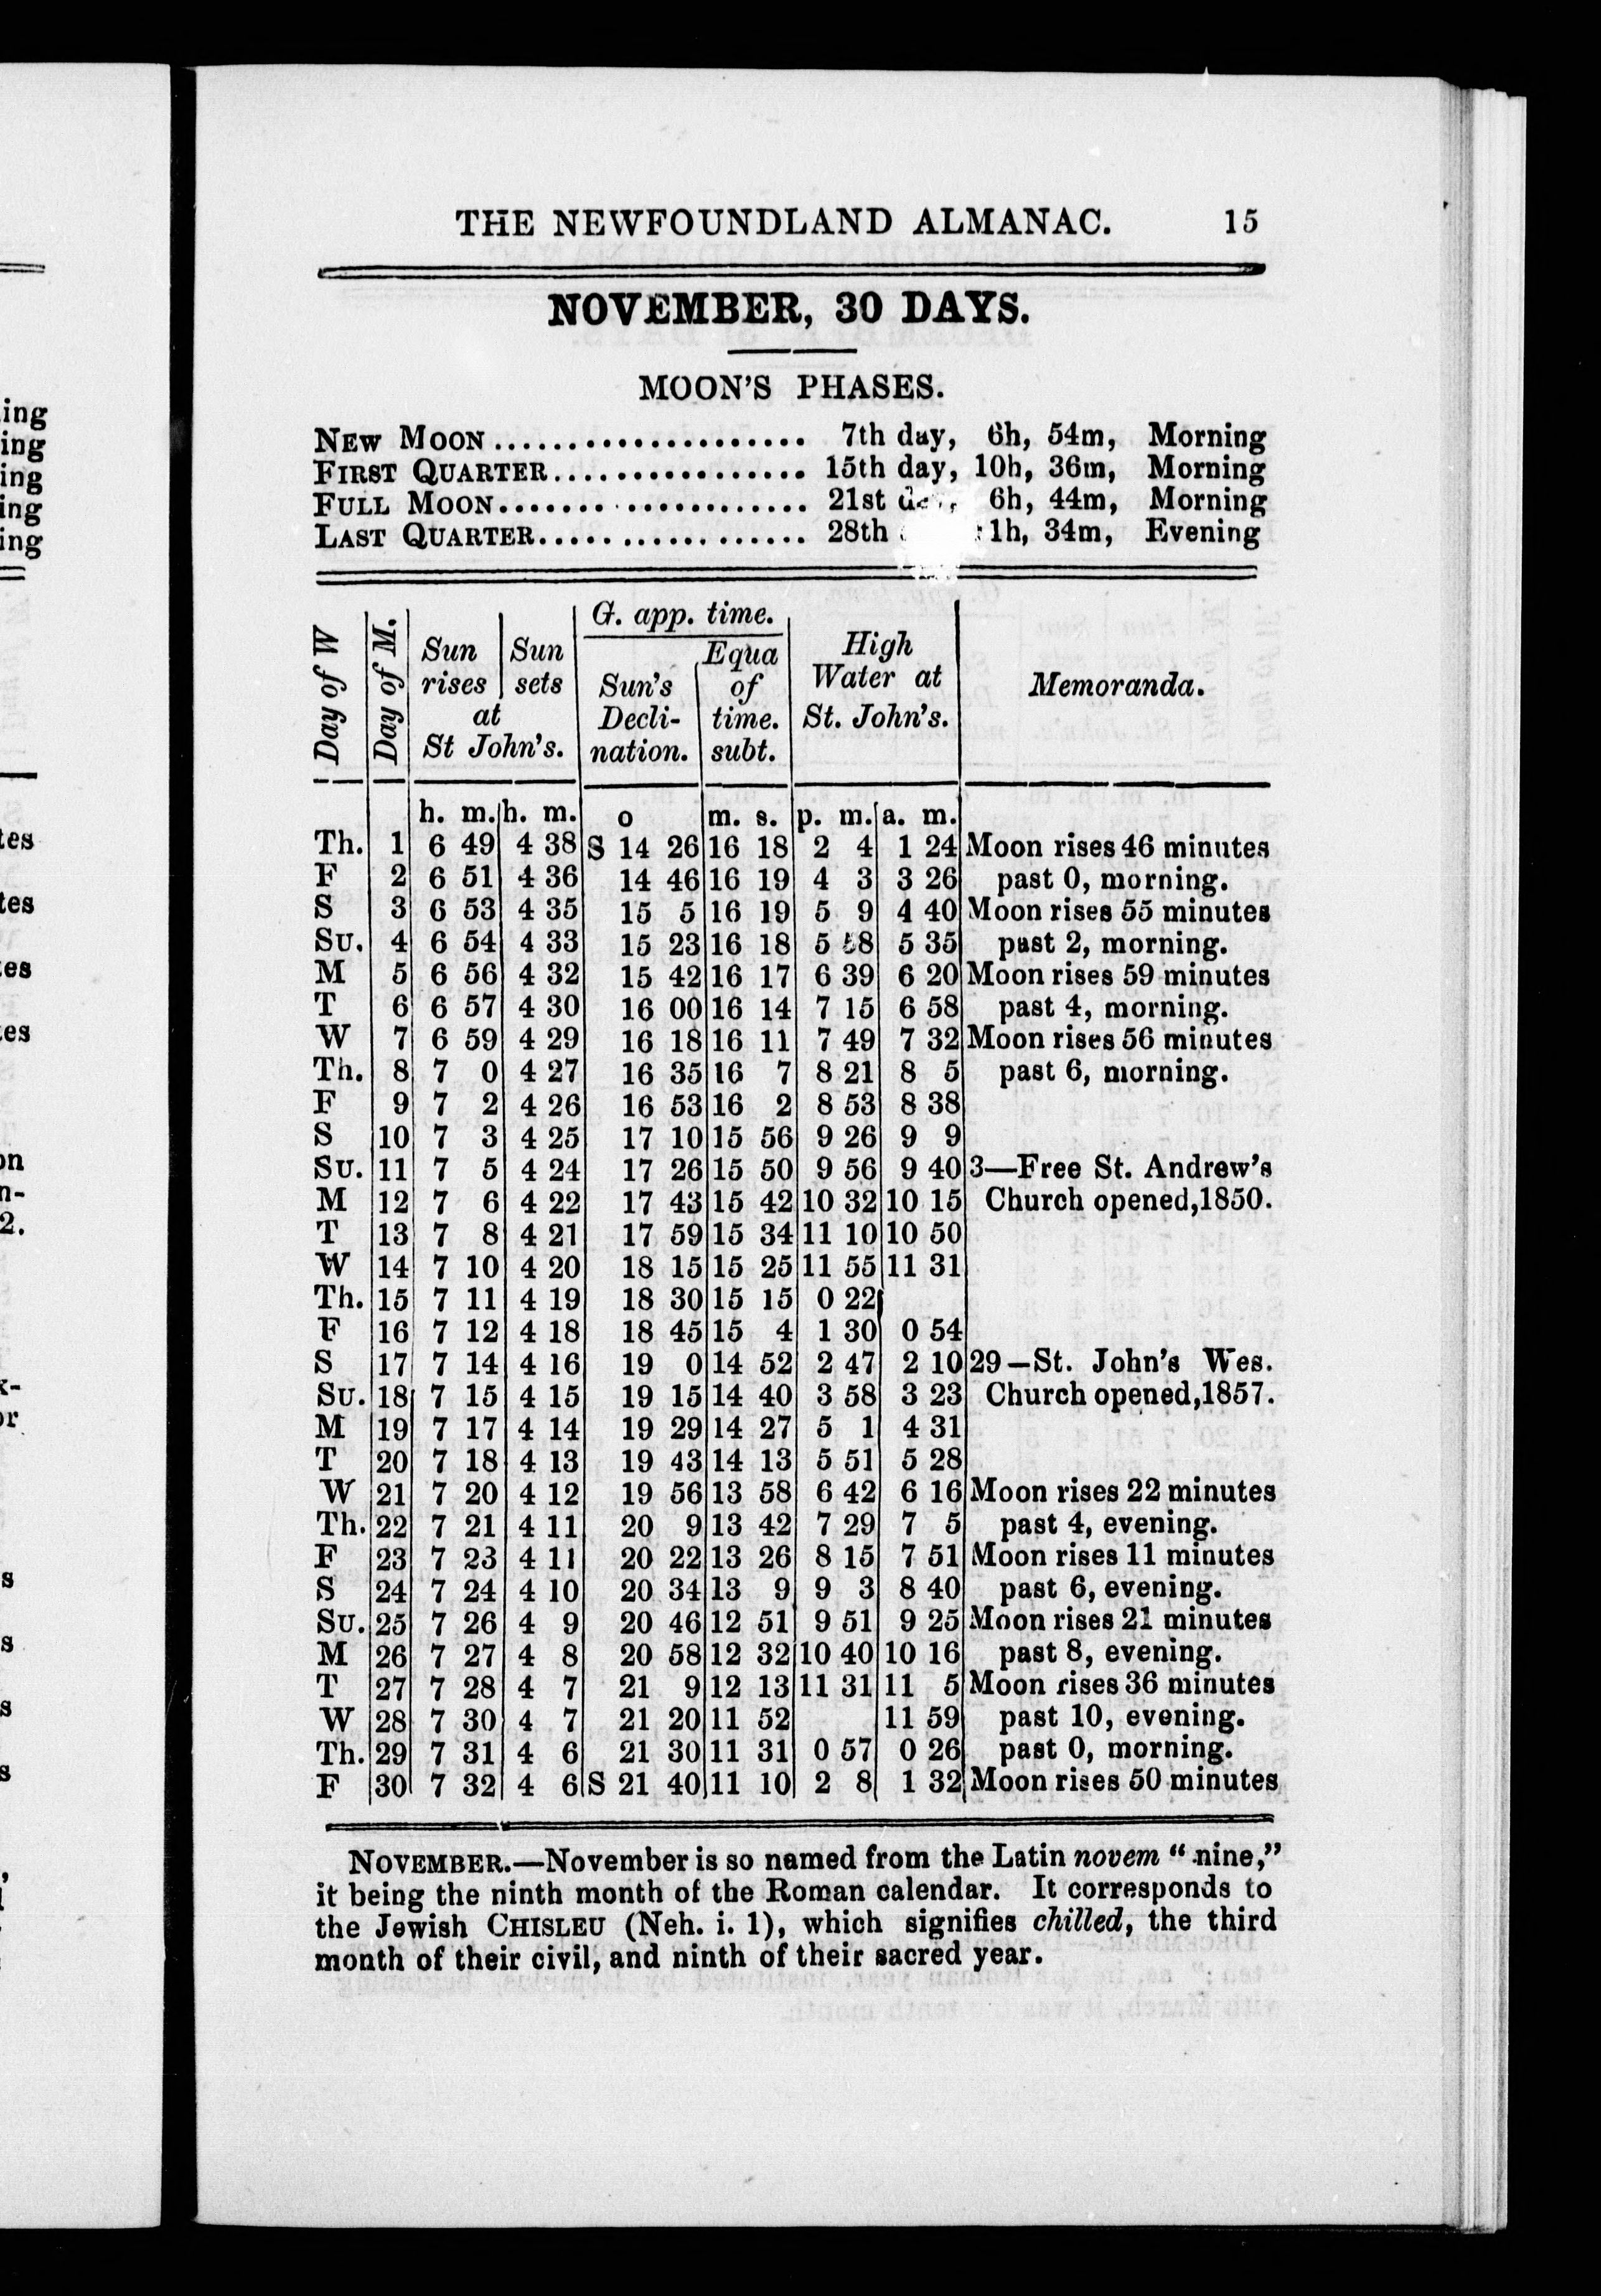 THE NEWFOUNDLAND ALMANAC. 15
NOVEMBER, 30 DAYS.
MOON'S PHASES.
NEW MOON..................... 7th day, 6h, 54m, Morning
FIRST QUARTER................. 15th day, 10h, 36m, Morning
FULL MOON..................... 21st 6h, 44m, Morning
LAST QUARTER.................. 28th 34m, Evening
Day of W
Day of M.
Sun rises | Sun sets
at
St John's.
G. app. time.
Sun's Declination.
Equa of time. subt.
High Water at St. John's.
Memoranda.
h. m. h. m. o m. s. p. m. a. m.
Th. 1 6 49 4 38 S 14 26 16 18 2 4 1 24 Moon rises 46 minutes
F 2 6 51 4 36 14 46 16 19 4 3 3 26 past 0, morning.
S 3 6 53 4 35 15 5 16 19 5 9 4 40 Moon rises 55 minutes
Su. 4 6 54 4 33 15 23 16 18 5 58 5 35 past 2, morning.
M 5 6 56 4 32 15 42 16 17 6 39 6 20 Moon rises 59 minutes
T 6 6 57 4 30 16 00 16 14 7 15 6 58 past 4, morning.
W 7 6 59 4 29 16 18 16 11 7 49 7 32 Moon rises 56 minutes
Th. 8 7 0 4 27 16 35 16 7 8 21 8 5 past 6, morning.
F 9 7 2 4 26 16 53 16 2 8 53 8 38
S 10 7 3 4 25 17 10 15 56 9 26 9 9
Su. 11 7 5 4 24 17 26 15 50 9 56 9 40 3—Free St. Andrew's
M 12 7 6 4 22 17 43 15 42 10 32 10 15 Church opened,1850.
T 13 7 8 4 21 17 59 15 34 11 10 10 50
W 14 7 10 4 20 18 15 15 25 11 55 11 31
Th. 15 7 11 4 19 18 30 15 15 0 22
F 16 7 12 4 18 18 45 15 4 1 30 0 54
S 17 7 14 4 16 19 0 14 52 2 47 2 10 29—St. John's Wes.
Su. 18 7 15 4 15 19 15 14 40 3 58 3 23 Church opened,1857.
M 19 7 17 4 14 19 29 14 27 5 1 4 31
T 20 7 18 4 13 19 43 14 13 5 51 5 28
W 21 7 20 4 12 19 56 13 58 6 42 6 16 Moon rises 22 minutes
Th. 22 7 21 4 11 20 9 13 42 7 29 7 5 past 4, evening.
F 23 7 23 4 11 20 22 13 26 8 15 7 51 Moon rises 11 minutes
S 24 7 24 4 10 20 34 13 9 9 3 8 40 past 6, evening.
Su. 25 7 26 4 9 20 46 12 51 9 51 9 25 Moon rises 21 minutes
M 26 7 27 4 8 20 58 12 32 10 40 10 16 past 8, evening.
T 27 7 28 4 7 21 9 12 13 11 31 11 5 Moon rises 36 minutes
W 28 7 30 4 7 21 20 11 52 11 59 past 10, evening.
Th. 29 7 31 4 6 21 30 11 31 0 57 0 26 past 0, morning.
F 30 7 32 4 6 S 21 40 11 10 2 8 1 32 Moon rises 50 minutes
NOVEMBER.—November is so named from the Latin novem "nine,"
it being the ninth month of the Roman calendar. It corresponds to
the Jewish CHISLEU (Neh. i. 1), which signifies chilled, the third
month of their civil, and ninth of their sacred year.